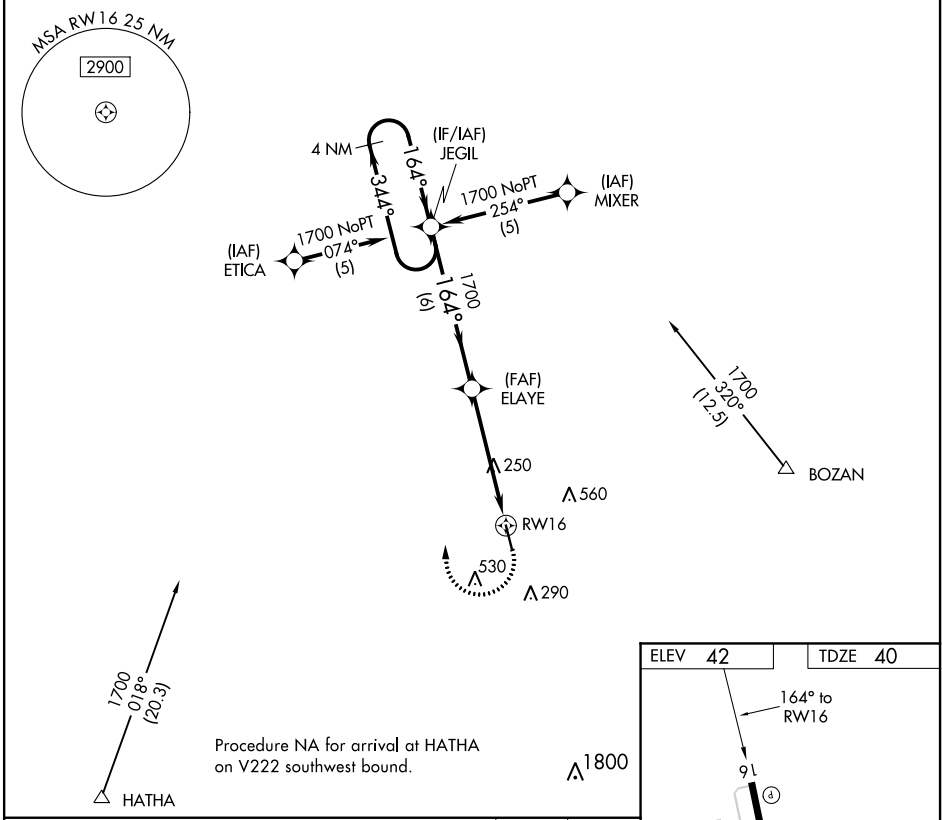 MSA RW16 25 NM
2900
4 NM
164°
344°
(IF/IAF)
JEGIL
1700 NoPT
254°
(5)
(IAF)
MIXER
(IAF)
ETICA
1700 NoPT
074°
(5)
1700
164°
(6)
(FAF)
ELAYE
250
560
RW16
530
290
1700
320°
(12.5)
BOZAN
1700
018°
(20.3)
HATHA
Procedure NA for arrival at HATHA
on V222 southwest bound.
1800
ELEV 42
TDZE 40
164° to
RW16
16
P